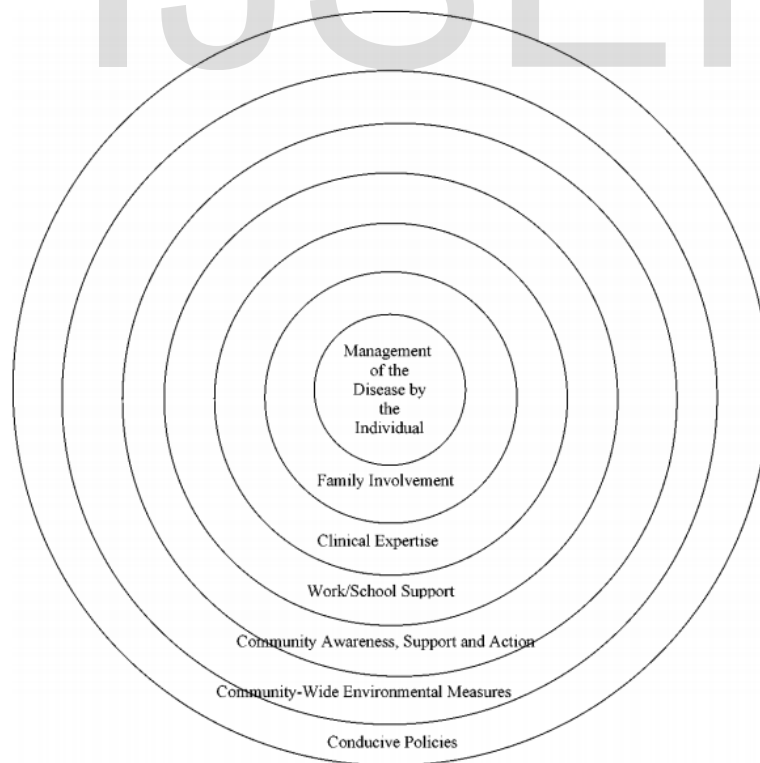 Management
of the
Disease by
the
Individual
Family Involvement
Clinical Expertise
Work/School Support
Community Awareness, Support and Action
Community-Wide Environmental Measures
Conducive Policies